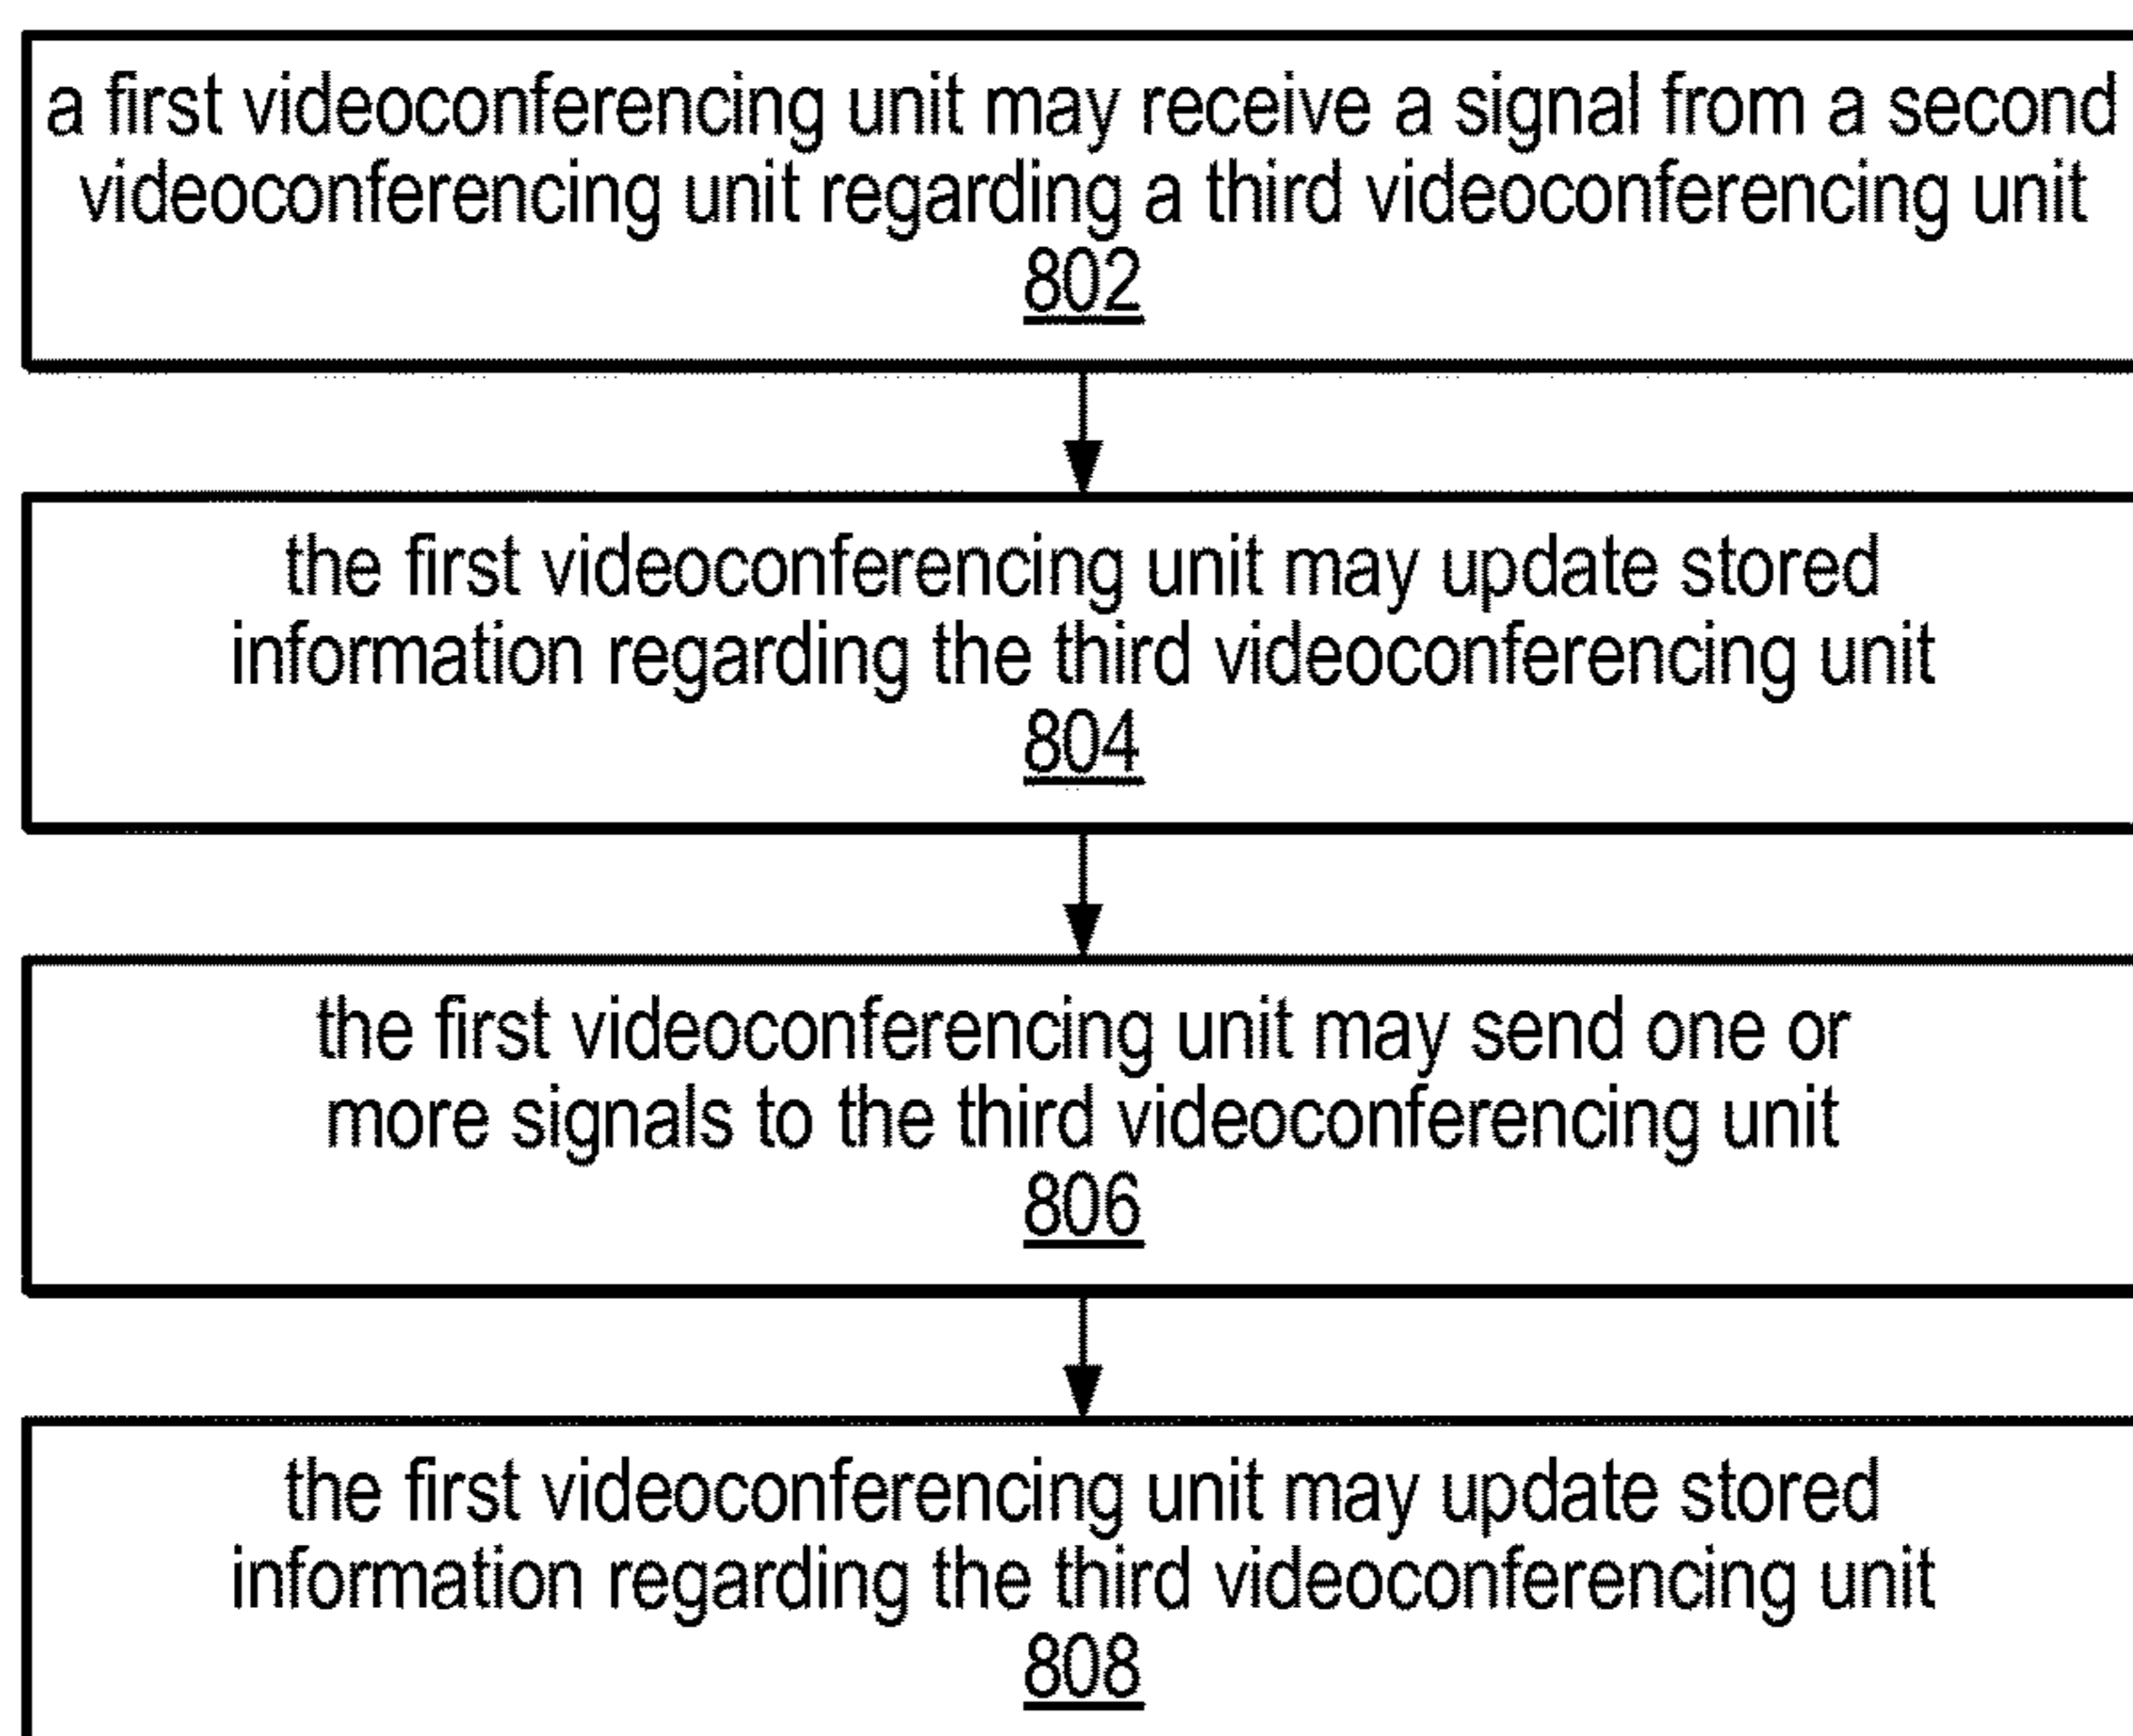 a first videoconferencing unit may receive a signal from a second
videoconferencing unit regarding a third videoconferencing unit
802
the first videoconferencing unit may update stored
information regarding the third videoconferencing unit
804
the first videoconferencing unit may send one or
more signals to the third videoconferencing unit
806
the first videoconferencing unit may update stored
information regarding the third videoconferencing unit
808